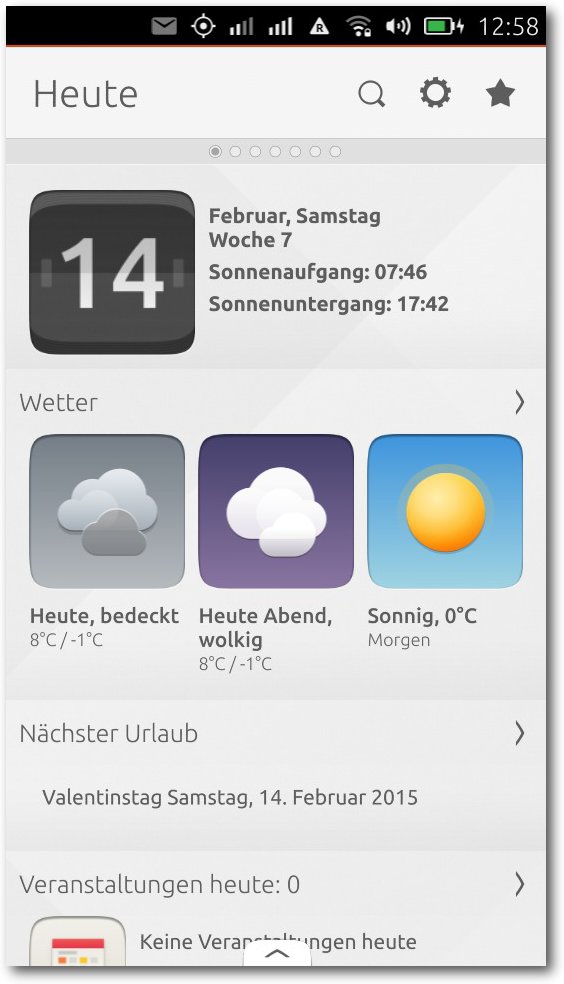 12:58
Heute
14
Februar, Samstag
Woche 7
Sonnenaufgang: 07:46
Sonnenuntergang: 17:42
Wetter
Heute, bedeckt
8°C / -1°C
Heute Abend,
wolkig
8°C / -1°C
Sonnig, 0°C
Morgen
Nächster Urlaub
Valentinstag Samstag, 14. Februar 2015
Veranstaltungen heute: 0
Keine Veranstaltungen heute